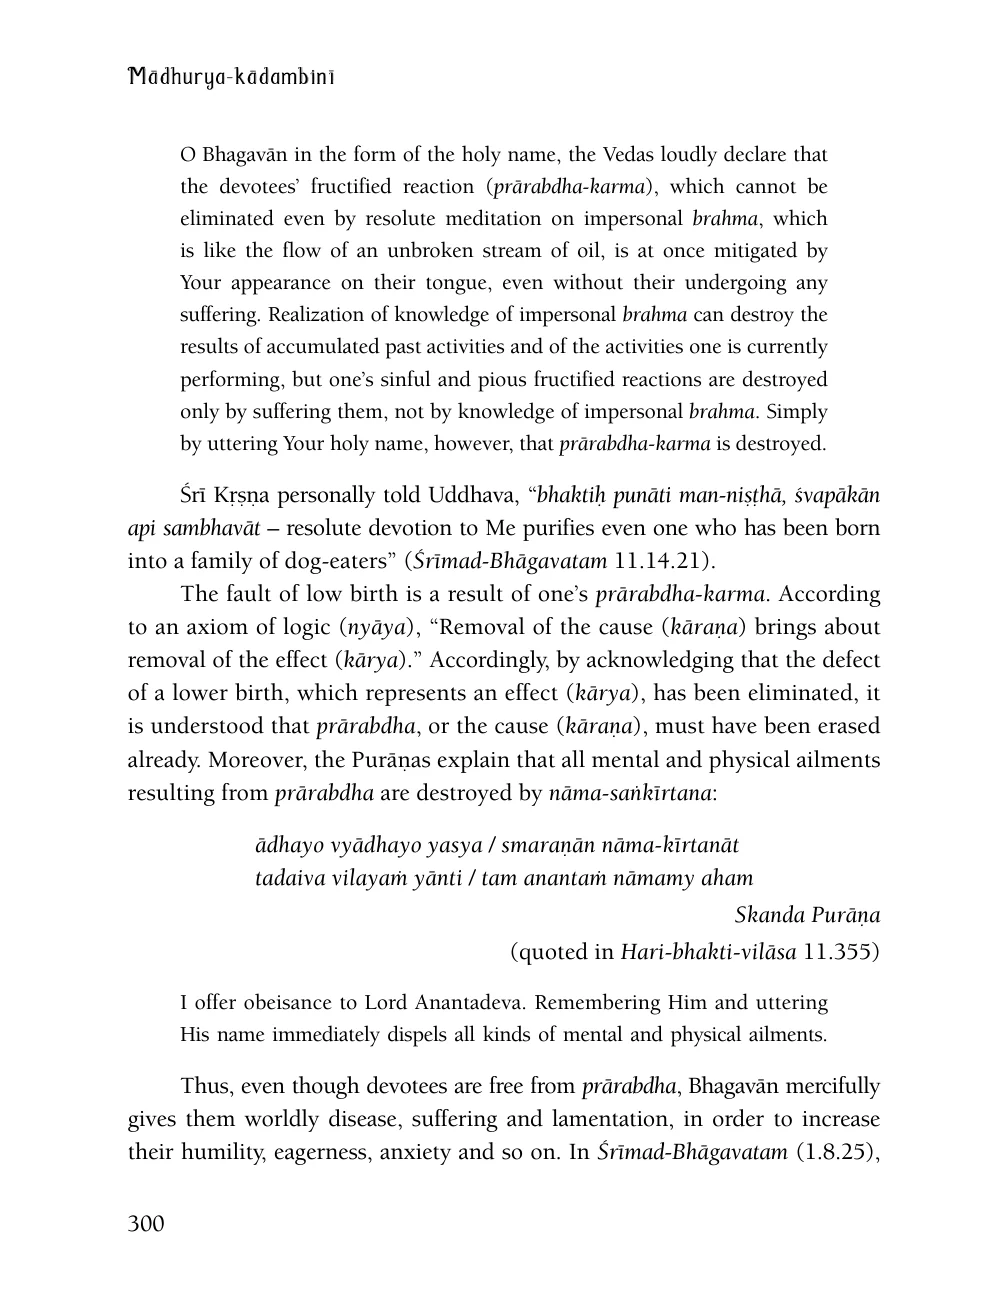 Mādhurya-kādambinī
O Bhagavān in the form of the holy name, the Vedas loudly declare that
the devotees’ fructified reaction (prārabdha-karma), which cannot be
eliminated even by resolute meditation on impersonal brahma, which
is like the flow of an unbroken stream of oil, is at once mitigated by
Your appearance on their tongue, even without their undergoing any
suffering. Realization of knowledge of impersonal brahma can destroy the
results of accumulated past activities and of the activities one is currently
performing, but one’s sinful and pious fructified reactions are destroyed
only by suffering them, not by knowledge of impersonal brahma. Simply
by uttering Your holy name, however, that prārabdha-karma is destroyed.
Śrī Kṛṣṇa personally told Uddhava, “bhaktiḥ punāti man-niṣṭhā, śvapākān
api sambhavāt – resolute devotion to Me purifies even one who has been born
into a family of dog-eaters” (Śrīmad-Bhāgavatam 11.14.21).
The fault of low birth is a result of one’s prārabdha-karma. According
to an axiom of logic (nyāya), “Removal of the cause (kāraṇa) brings about
removal of the effect (kārya).” Accordingly, by acknowledging that the defect
of a lower birth, which represents an effect (kārya), has been eliminated, it
is understood that prārabdha, or the cause (kāraṇa), must have been erased
already. Moreover, the Purāṇas explain that all mental and physical ailments
resulting from prārabdha are destroyed by nāma-saṅkīrtana:
ādhayo vyādhayo yasya / smaraṇān nāma-kīrtanāt
tadaiva vilayaṁ yānti / tam anantaṁ nāmamy aham
Skanda Purāṇa
(quoted in Hari-bhakti-vilāsa 11.355)
I offer obeisance to Lord Anantadeva. Remembering Him and uttering
His name immediately dispels all kinds of mental and physical ailments.
Thus, even though devotees are free from prārabdha, Bhagavān mercifully
gives them worldly disease, suffering and lamentation, in order to increase
their humility, eagerness, anxiety and so on. In Śrīmad-Bhāgavatam (1.8.25),
300